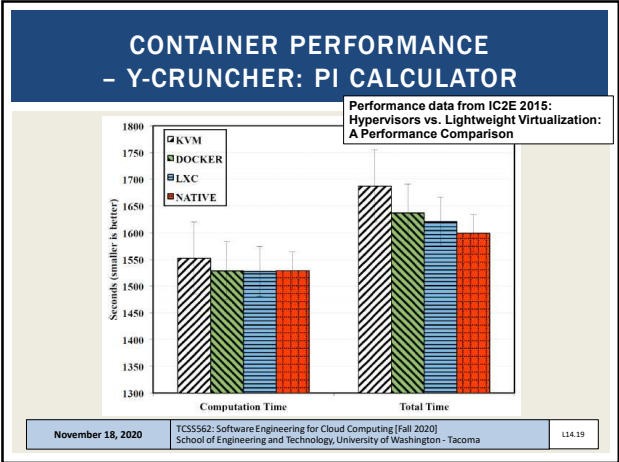 CONTAINER PERFORMANCE
– Y-CRUNCHER: PI CALCULATOR
Performance data from IC2E 2015:
Hypervisors vs. Lightweight Virtualization:
A Performance Comparison
Seconds (smaller is better)
1800
1750
1700
1650
1600
1550
1500
1450
1400
1350
1300
KVM
DOCKER
LXC
NATIVE
Computation Time
Total Time
November 18, 2020
TCSS562: Software Engineering for Cloud Computing [Fall 2020]
School of Engineering and Technology, University of Washington - Tacoma
L14.19